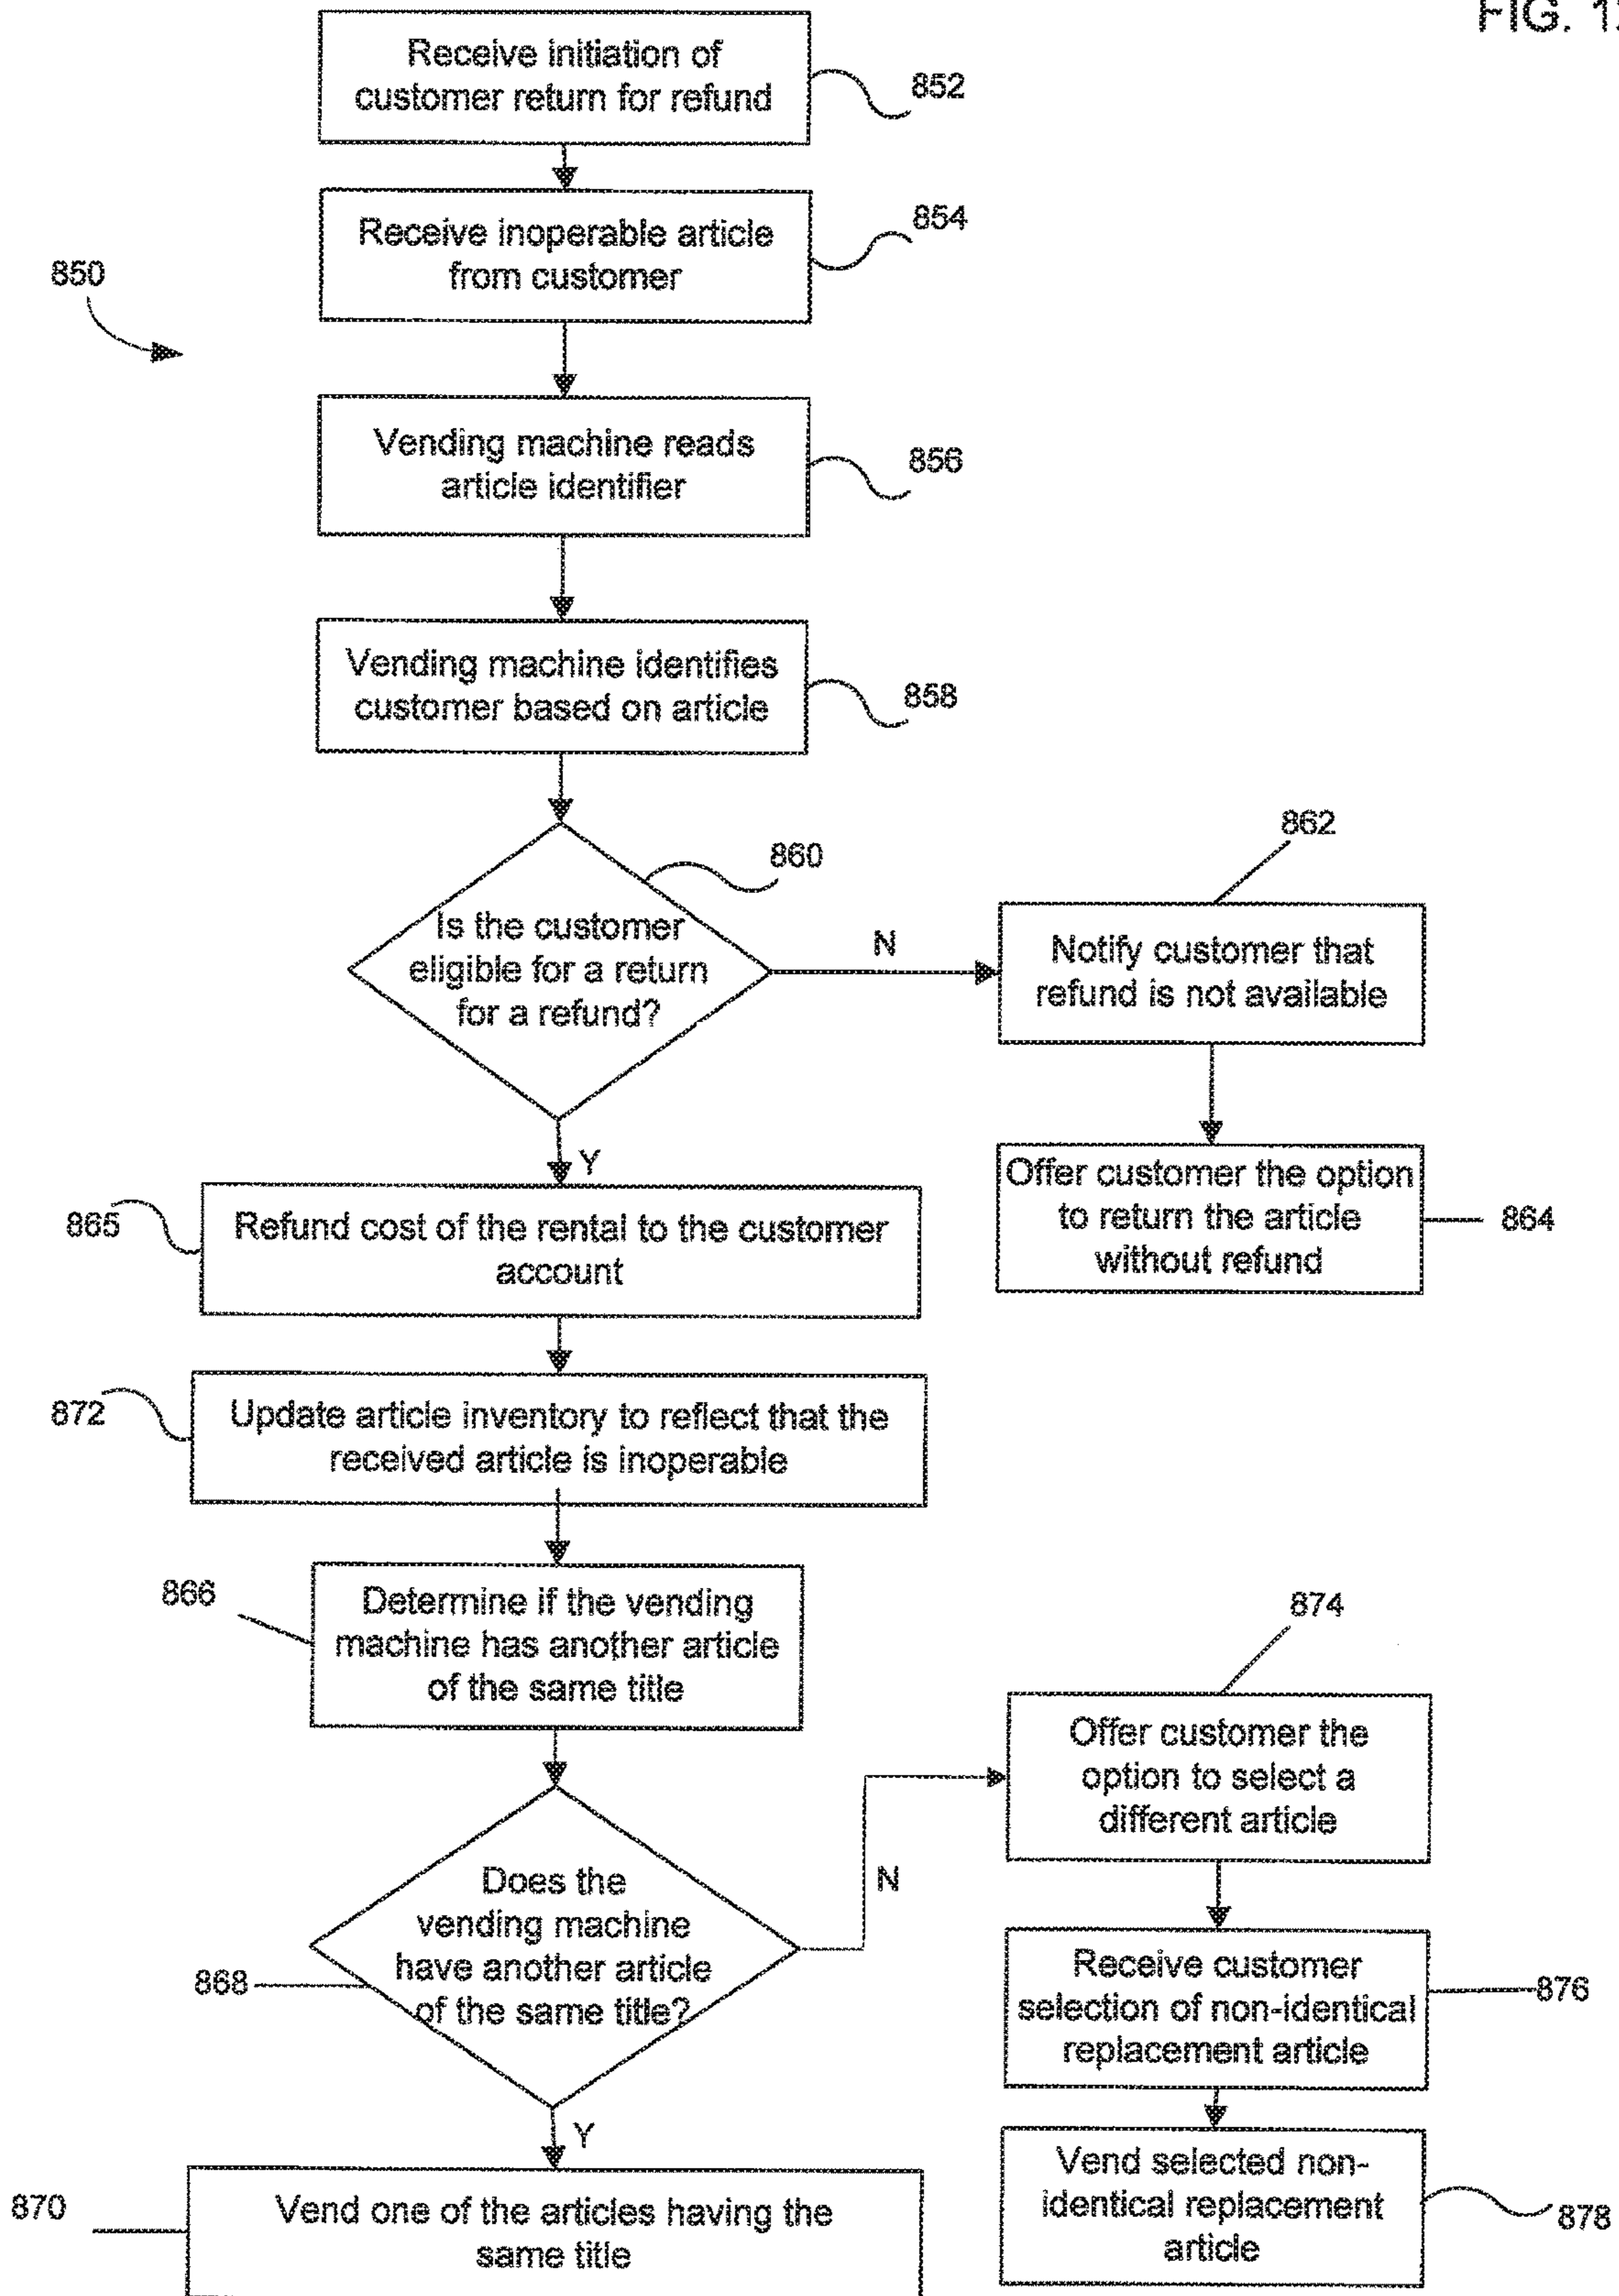 FIG. 1
Receive initiation of
customer return for refund
852
Receive inoperable article
from customer
854
850
Vending machine reads
article identifier
856
Vending machine identifies
customer based on article
858
860
Is the customer
eligible for a return
for a refund?
N
862
Notify customer that
refund is not available
Y
Offer customer the option
to return the article
without refund
864
865
Refund cost of the rental to the customer
account
872
Update article inventory to reflect that the
received article is inoperable
866
Determine if the vending
machine has another article
of the same title
874
Offer customer the
option to select a
different article
N
Does the
vending machine
have another article
of the same title?
868
Receive customer
selection of non-identical
replacement article
876
Y
Vend selected non-
identical replacement
article
878
870
Vend one of the articles having the
same title